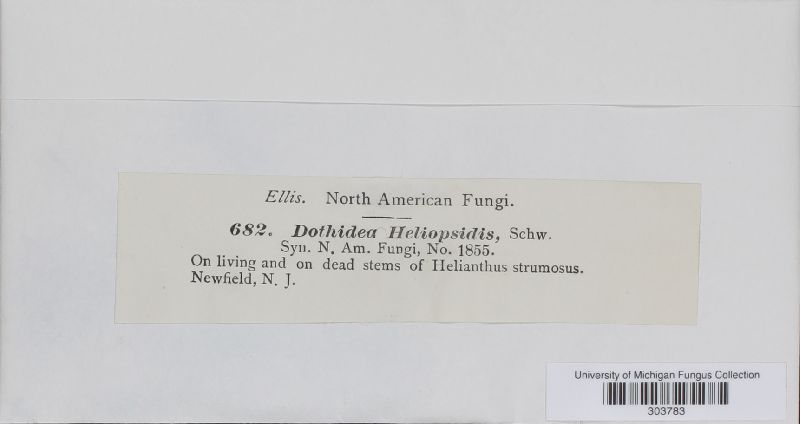 Ellis. North American Fungi.
682. Dothidea Heliopsidis, Schw.
Syn. N. Am. Fungi, No. 1855.
On living and on dead stems of Helianthus strumosus.
Newfield, N. J.
University of Michigan Fungus Collection
303783